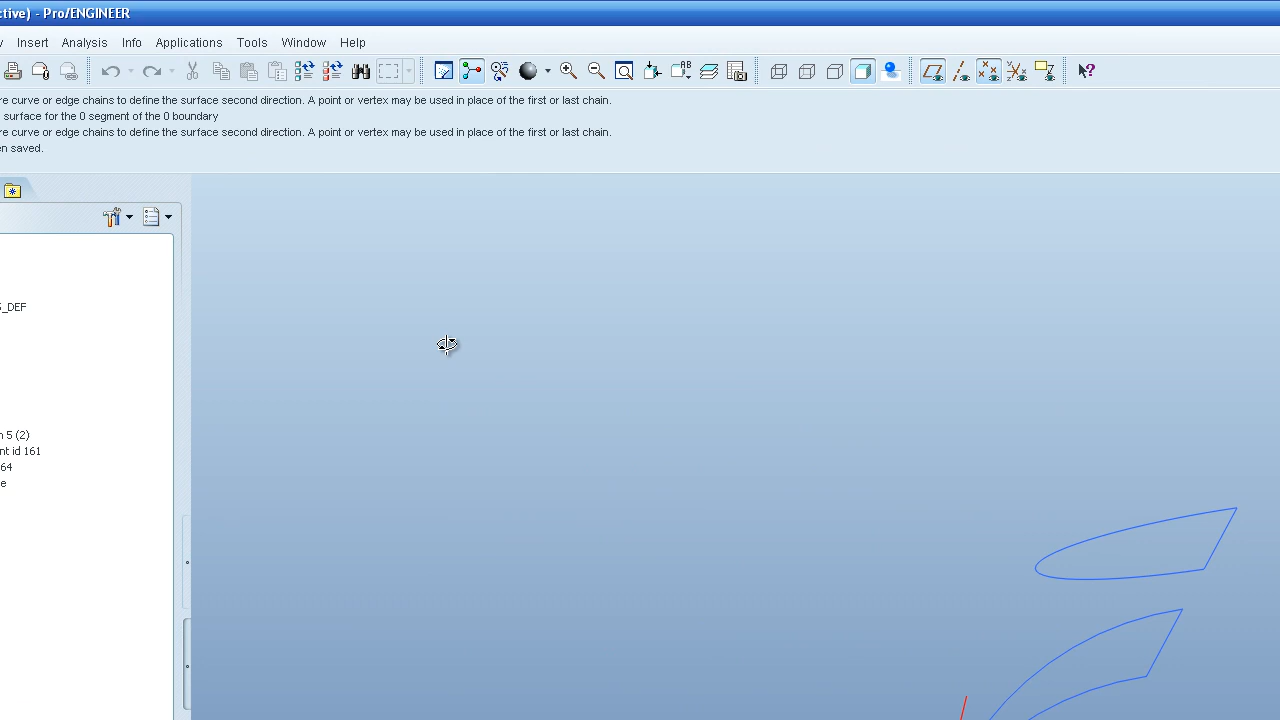 ctive) - Pro/ENGINEER
Insert Analysis Info Applications Tools Window Help
re curve or edge chains to define the surface second direction. A point or vertex may be used in place of the first or last chain.
surface for the 0 segment of the 0 boundary
re curve or edge chains to define the surface second direction. A point or vertex may be used in place of the first or last chain.
en saved.
_DEF
n 5 (2)
nt id 161
64
e